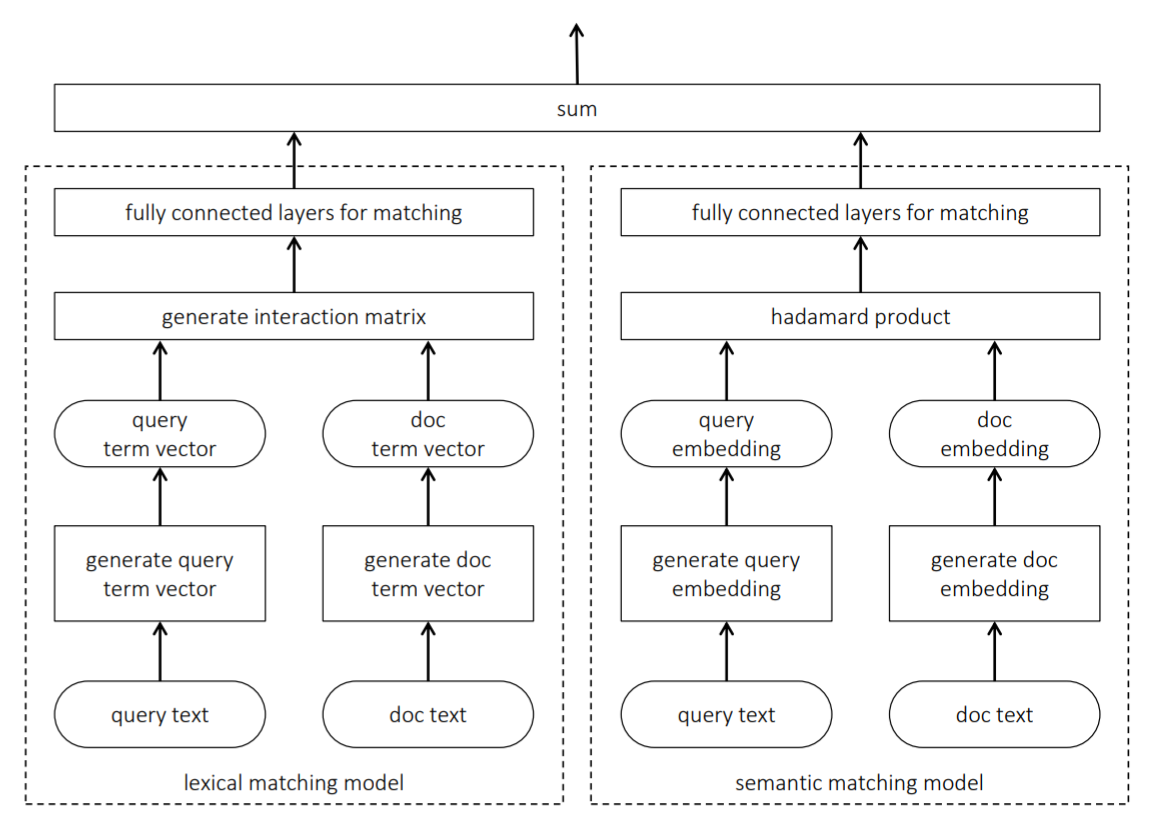 sum
fully connected layers for matching
generate interaction matrix
query
term vector
doc
term vector
generate query
term vector
generate doc
term vector
query text
doc text
lexical matching model
fully connected layers for matching
hadamard product
query
embedding
doc
embedding
generate query
embedding
generate doc
embedding
query text
doc text
semantic matching model